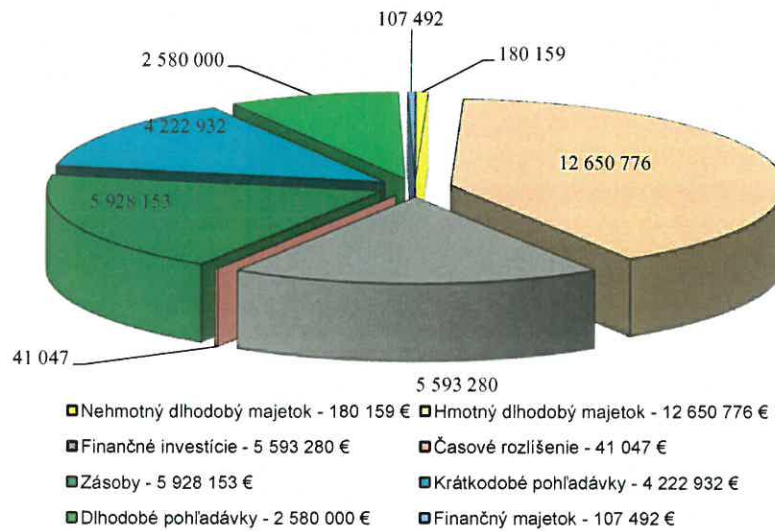 107 492
2 580 000
180 159
4 222 932
12 650 776
5 928 153
41 047
5 593 280
Nehmotný dlhodobý majetok - 180 159 €
Hmotný dlhodobý majetok - 12 650 776 €
Finančné investície - 5 593 280 €
Časové rozlíšenie - 41 047 €
Zásoby - 5 928 153 €
Krátkodobé pohľadávky - 4 222 932 €
Dlhodobé pohľadávky - 2 580 000 €
Finančný majetok - 107 492 €